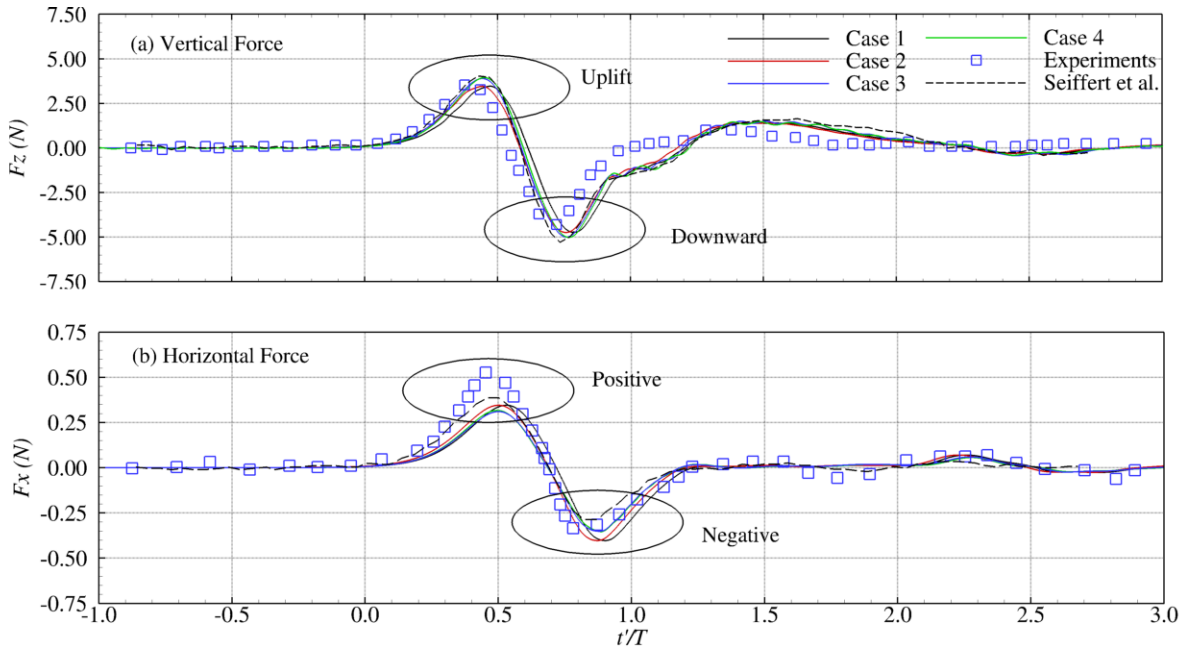 7.50
5.00
2.50
0.00
-2.50
-5.00
-7.50
Fz (N)
(a) Vertical Force
Uplift
Downward
Case 1
Case 2
Case 3
Case 4
Experiments
Seiffert et al.
0.75
0.50
0.25
0.00
-0.25
-0.50
-0.75
Fx (N)
(b) Horizontal Force
Positive
Negative
-1.0 -0.5 0.0 0.5 1.0 1.5 2.0 2.5 3.0
t'/T